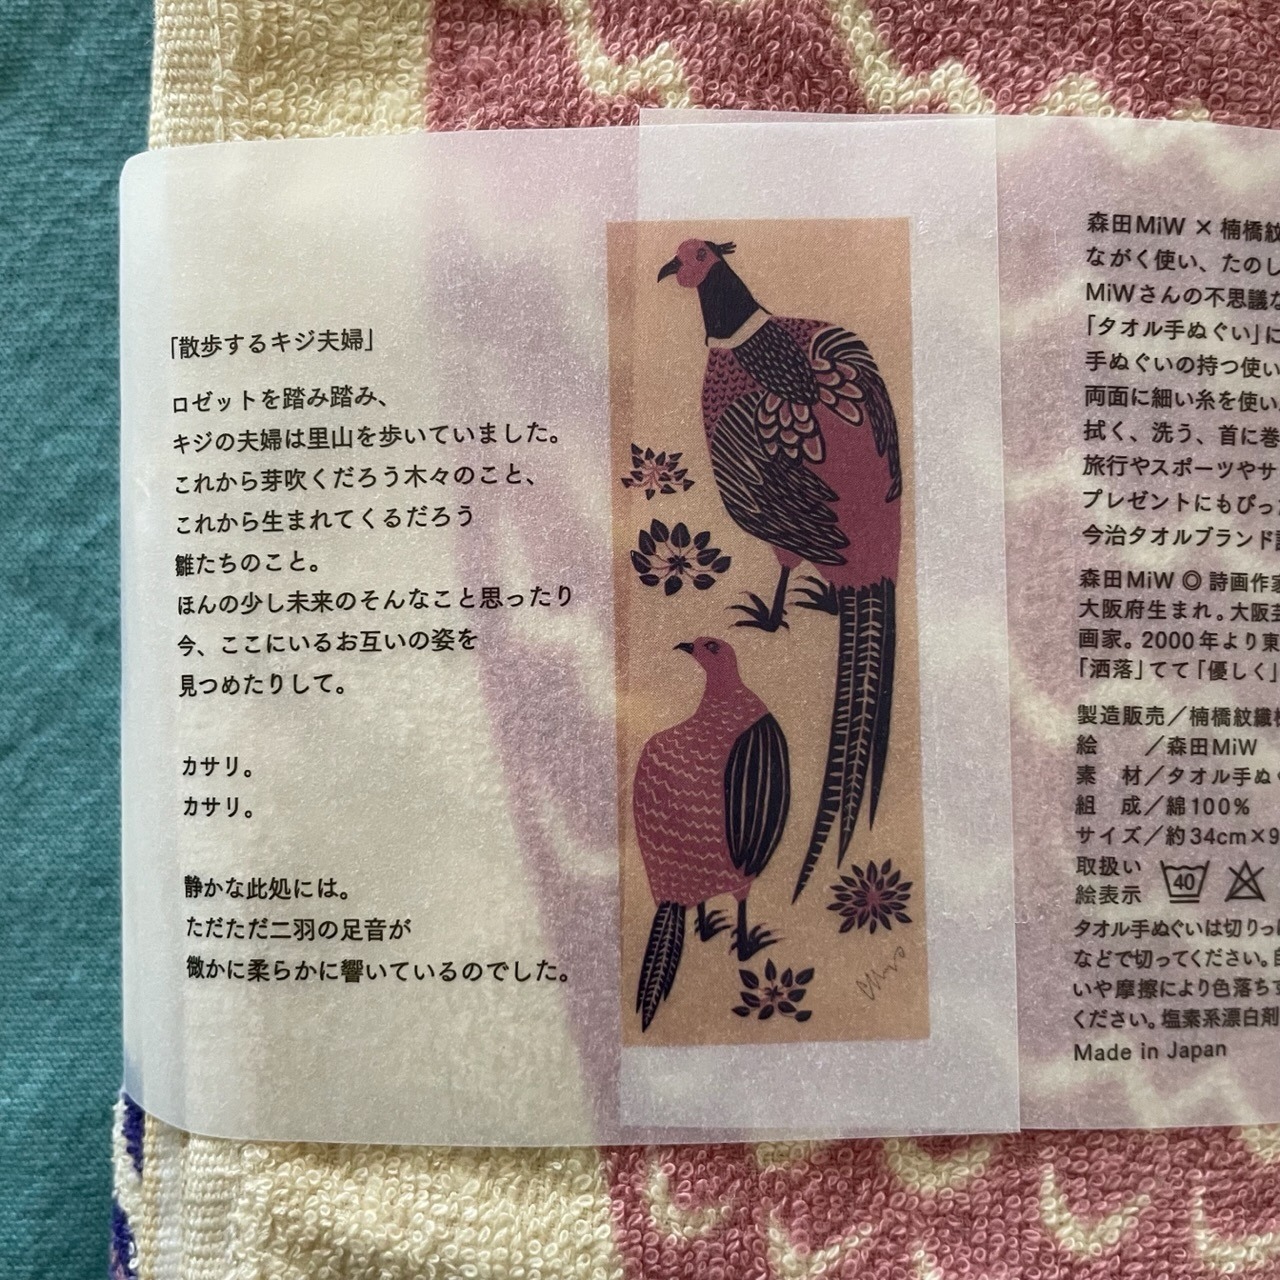 「散歩するキジ夫婦」
ロゼットを踏み踏み、
キジの夫婦は里山を歩いていました。
これから芽吹くだろう木々のこと、
これから生まれてくるだろう
雛たちのこと。
ほんの少し未来のそんなこと思ったり
今、ここにいるお互いの姿を
見つめたりして。
カサリ。
カサリ。
静かな此処には。
ただただ二羽の足音が
微かに柔らかに響いているのでした。
森田MiW × 楠橋紋
ながく使い、たのし
MiWさんの不思議な
「タオル手ぬぐい」に
手ぬぐいの持つ使い
両面に細い糸を使い
拭く、洗う、首に巻
旅行やスポーツやサ
プレゼントにもぴっ
今治タオルブランド
森田MiW ◎ 詩画作家
大阪府生まれ。大阪
画家。2000年より東
「洒落」てて「優しく」
製造販売／楠橋紋織
絵　　／森田MiW
素　材／タオル手ぬ
組　成／綿100%
サイズ／約34cm×9
取扱い
絵表示
40
タオル手ぬぐいは切りっ
などで切ってください。
いや摩擦により色落ち
ください。塩素系漂白剤
Made in Japan